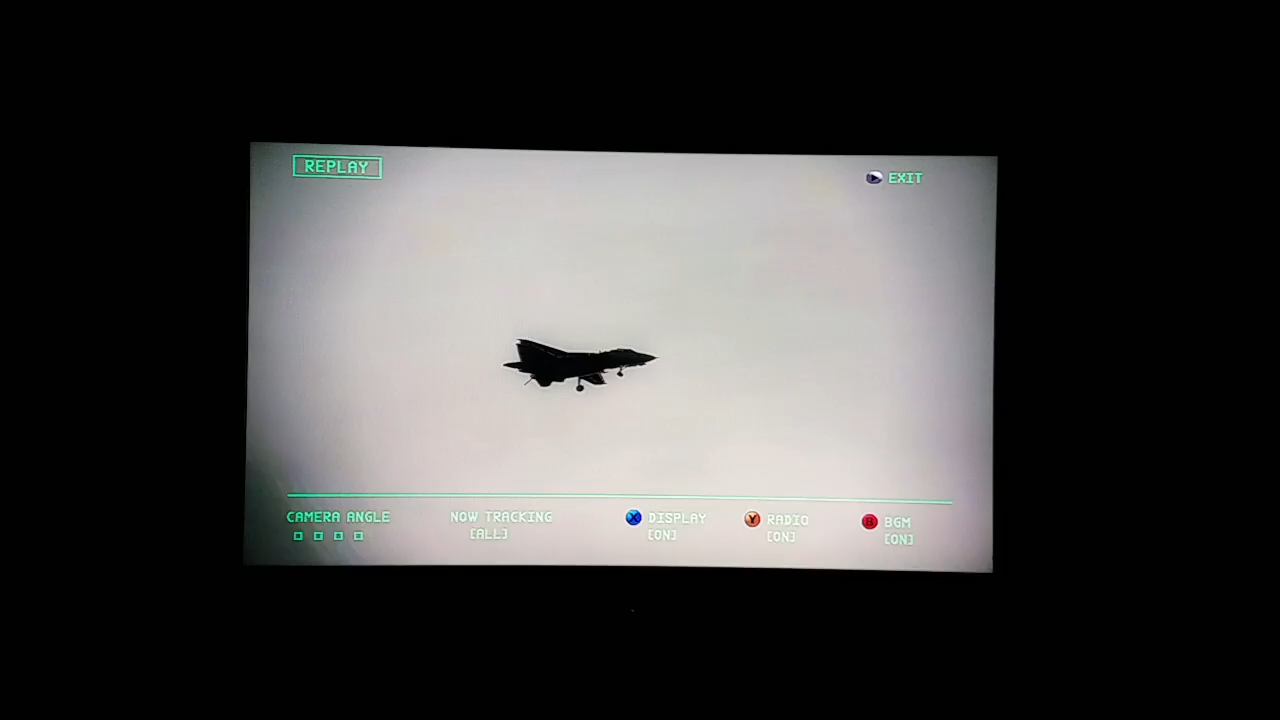 REPLAY
EXIT
CAMERA ANGLE
NOW TRACKING
[ALL]
X DISPLAY
[ON]
Y RADIO
[ON]
B BGM
[ON]